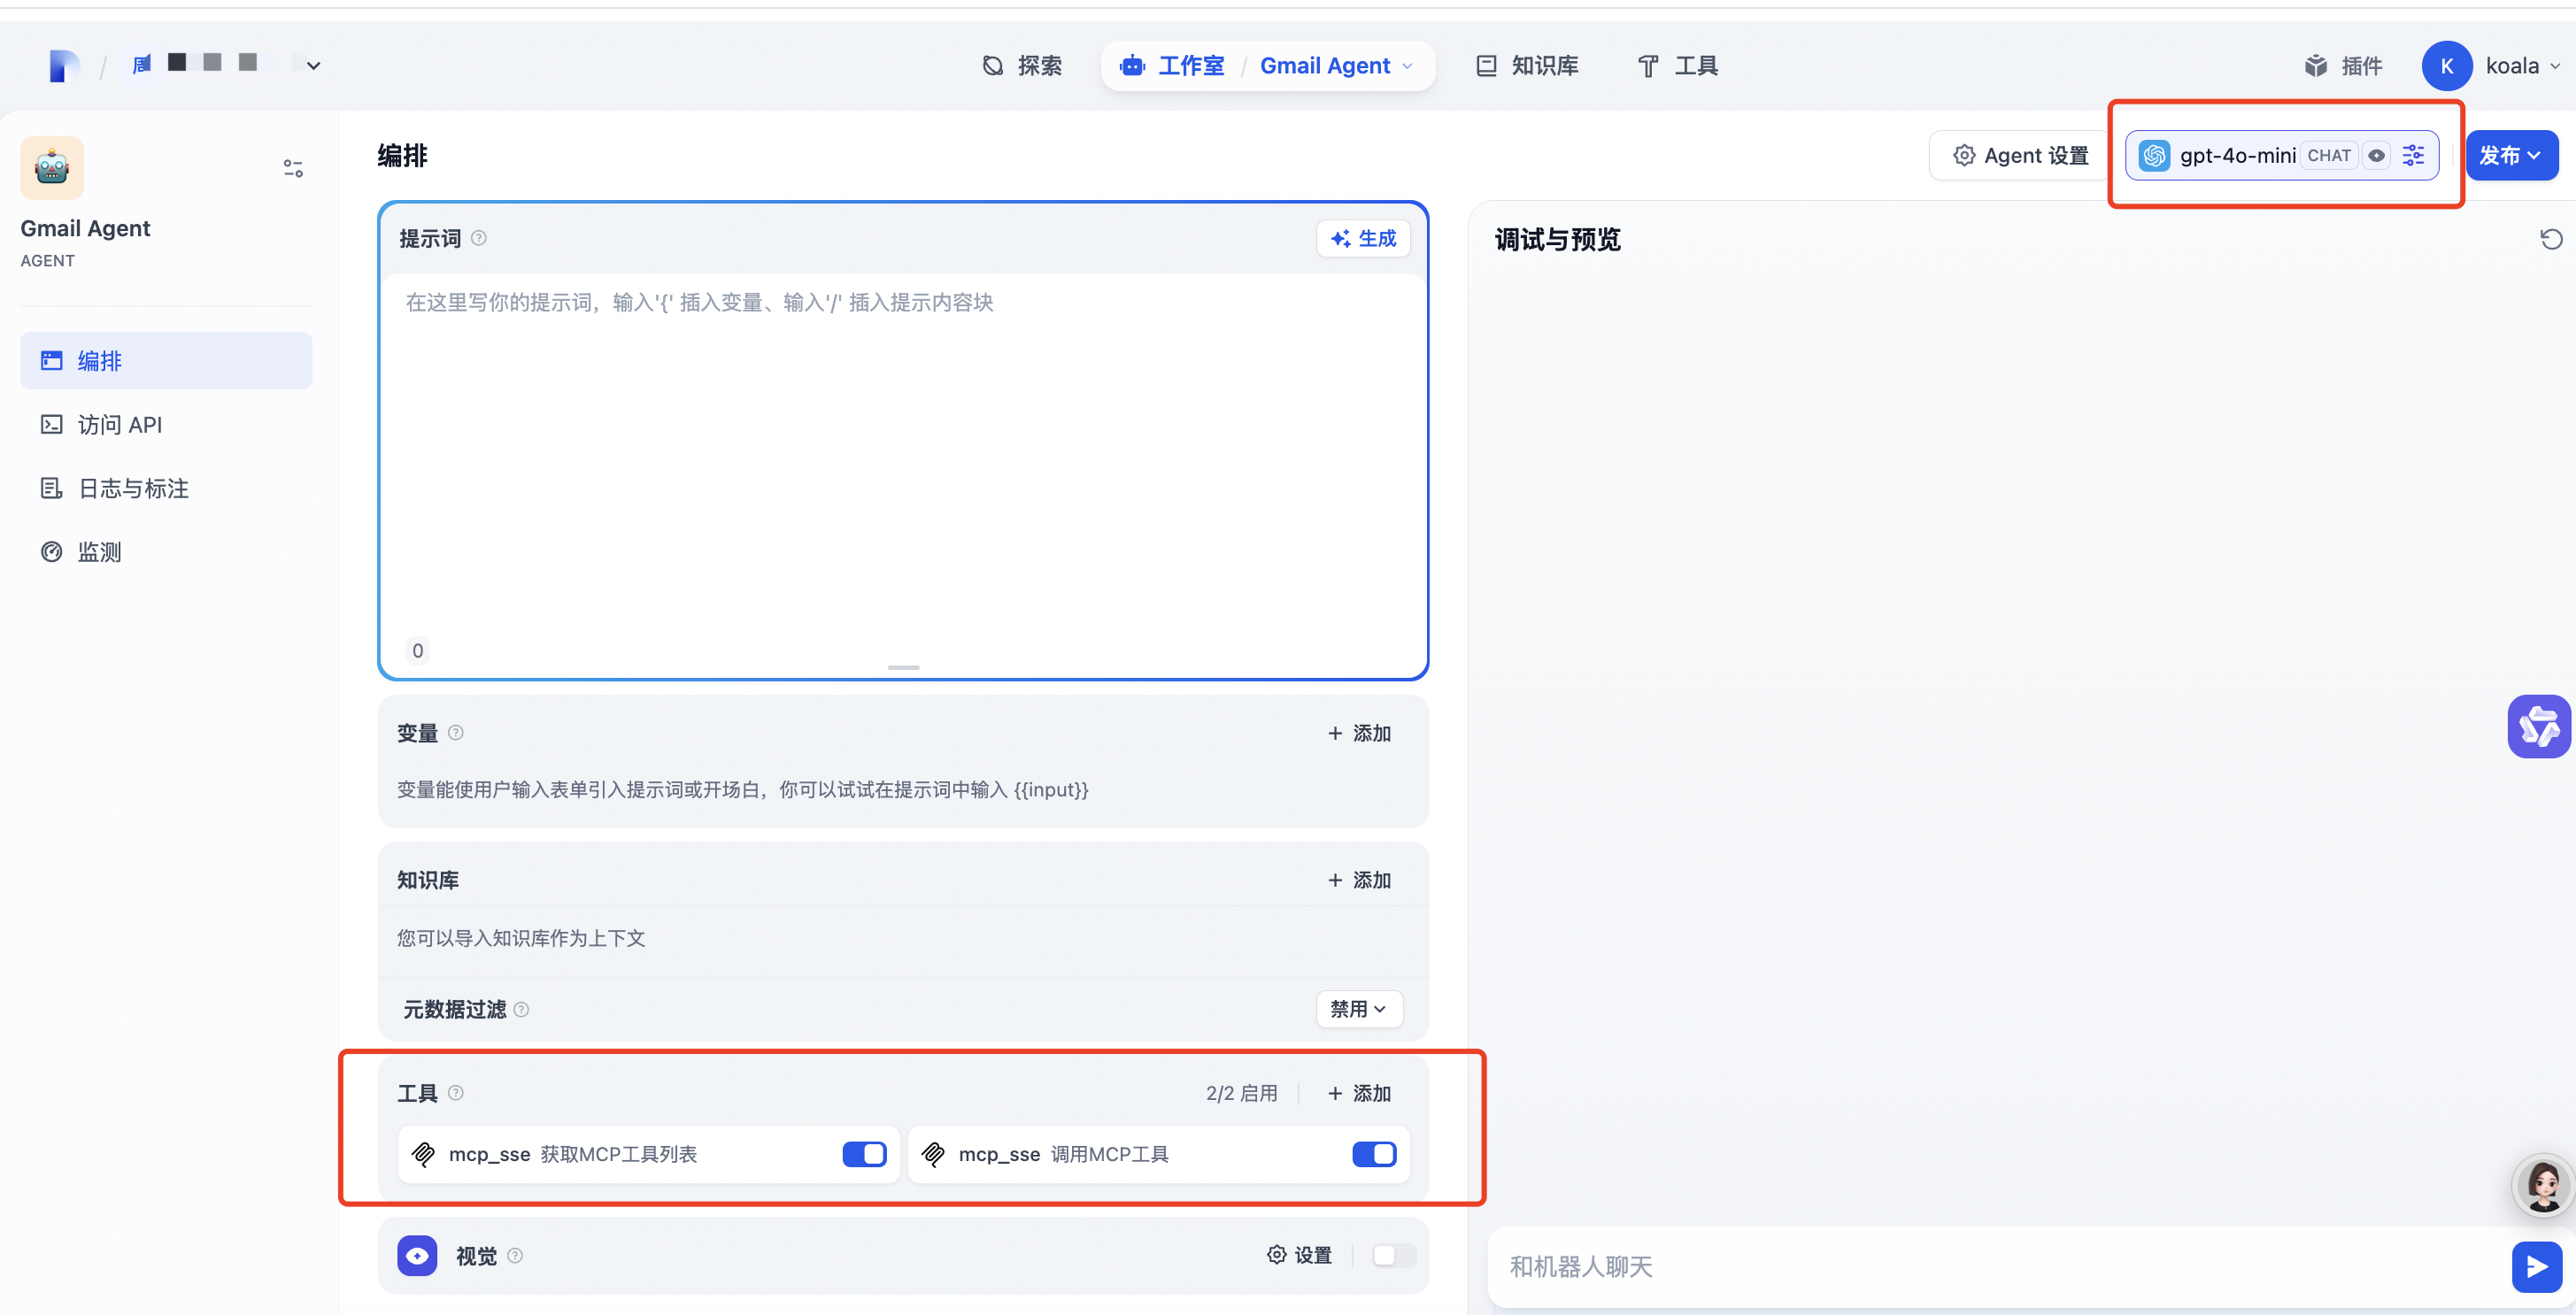 周
探索
工作室 / Gmail Agent
知识库
工具
插件
K
koala
Gmail Agent
AGENT
编排
访问 API
日志与标注
监测
编排
Agent 设置
gpt-4o-mini CHAT
发布
提示词
生成
在这里写你的提示词，输入'{' 插入变量、输入'/' 插入提示内容块
0
变量
+ 添加
变量能使用户输入表单引入提示词或开场白，你可以试试在提示词中输入 {{input}}
知识库
+ 添加
您可以导入知识库作为上下文
元数据过滤
禁用
工具
2/2 启用
+ 添加
mcp_sse 获取MCP工具列表
mcp_sse 调用MCP工具
视觉
设置
调试与预览
和机器人聊天